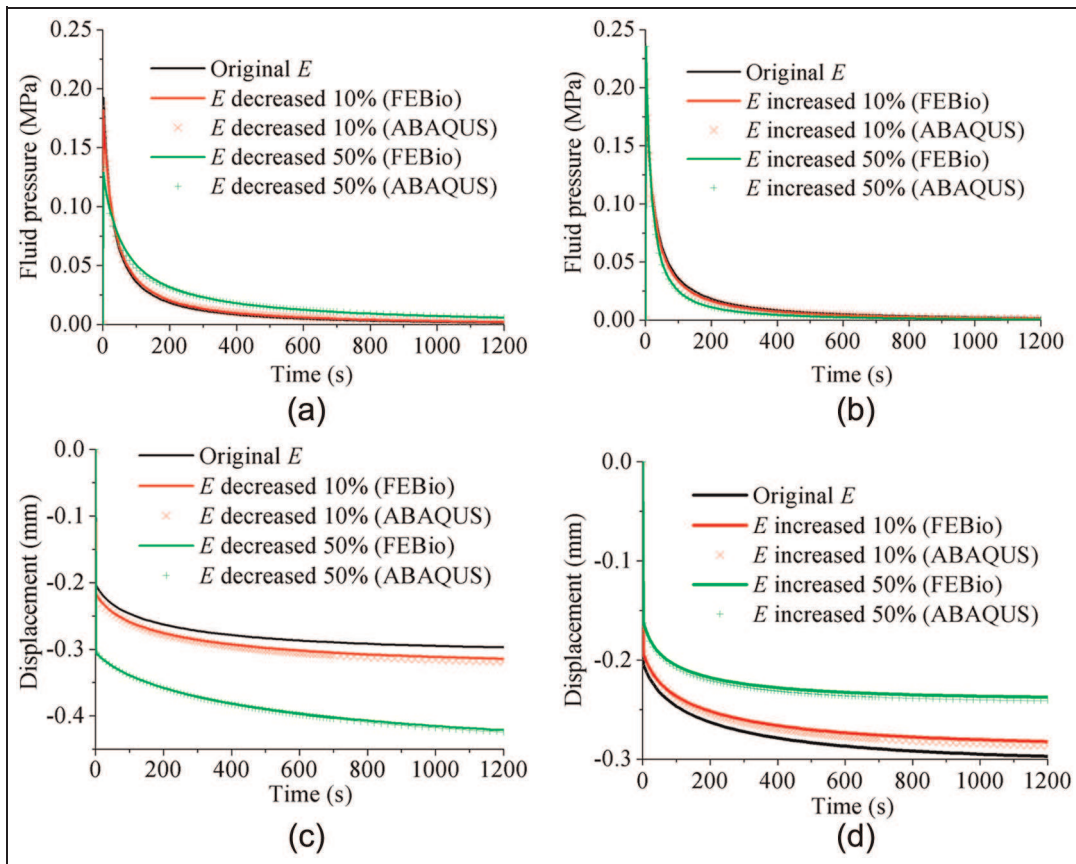 0.25
0.20
0.15
0.10
0.05
0.00
Fluid pressure (MPa)
Original E
E decreased 10% (FEBio)
E decreased 10% (ABAQUS)
E decreased 50% (FEBio)
E decreased 50% (ABAQUS)
0 200 400 600 800 1000 1200
Time (s)
(a)
0.25
0.20
0.15
0.10
0.05
0.00
Fluid pressure (MPa)
Original E
E increased 10% (FEBio)
E increased 10% (ABAQUS)
E increased 50% (FEBio)
E increased 50% (ABAQUS)
0 200 400 600 800 1000 1200
Time (s)
(b)
0.0
-0.1
-0.2
-0.3
-0.4
Displacement (mm)
Original E
E decreased 10% (FEBio)
E decreased 10% (ABAQUS)
E decreased 50% (FEBio)
E decreased 50% (ABAQUS)
0 200 400 600 800 1000 1200
Time (s)
(c)
0.0
-0.1
-0.2
-0.3
Displacement (mm)
Original E
E increased 10% (FEBio)
E increased 10% (ABAQUS)
E increased 50% (FEBio)
E increased 50% (ABAQUS)
0 200 400 600 800 1000 1200
Time (s)
(d)